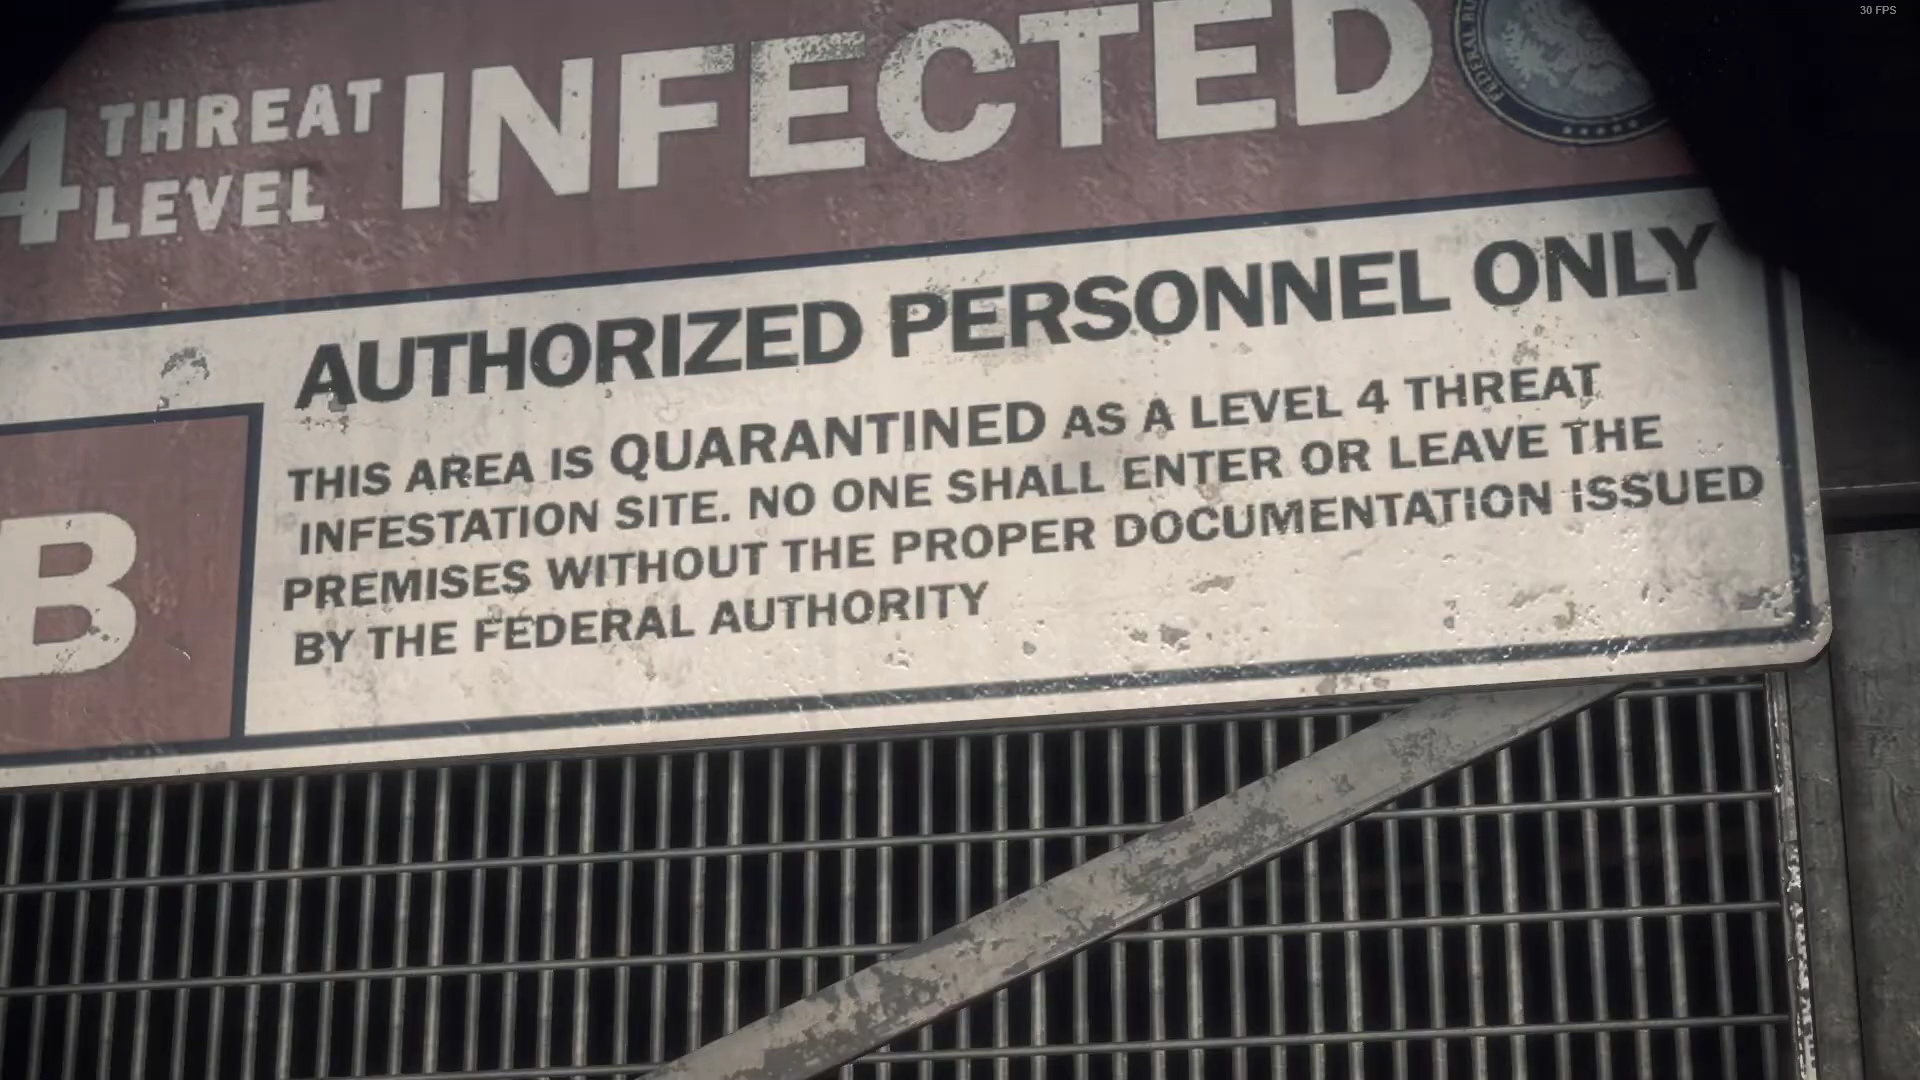 30 FPS
4 THREAT LEVEL INFECTED
FEDERAL
AUTHORIZED PERSONNEL ONLY
THIS AREA IS QUARANTINED AS A LEVEL 4 THREAT
INFESTATION SITE. NO ONE SHALL ENTER OR LEAVE THE
PREMISES WITHOUT THE PROPER DOCUMENTATION ISSUED
BY THE FEDERAL AUTHORITY
B